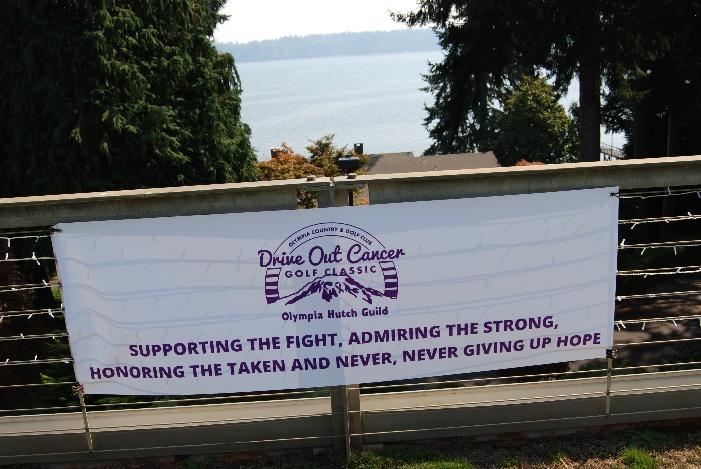 OLYMPIA COUNTRY & GOLF CLUB
Drive Out Cancer
GOLF CLASSIC
Olympia Hutch Guild
SUPPORTING THE FIGHT, ADMIRING THE STRONG,
HONORING THE TAKEN AND NEVER, NEVER GIVING UP HOPE